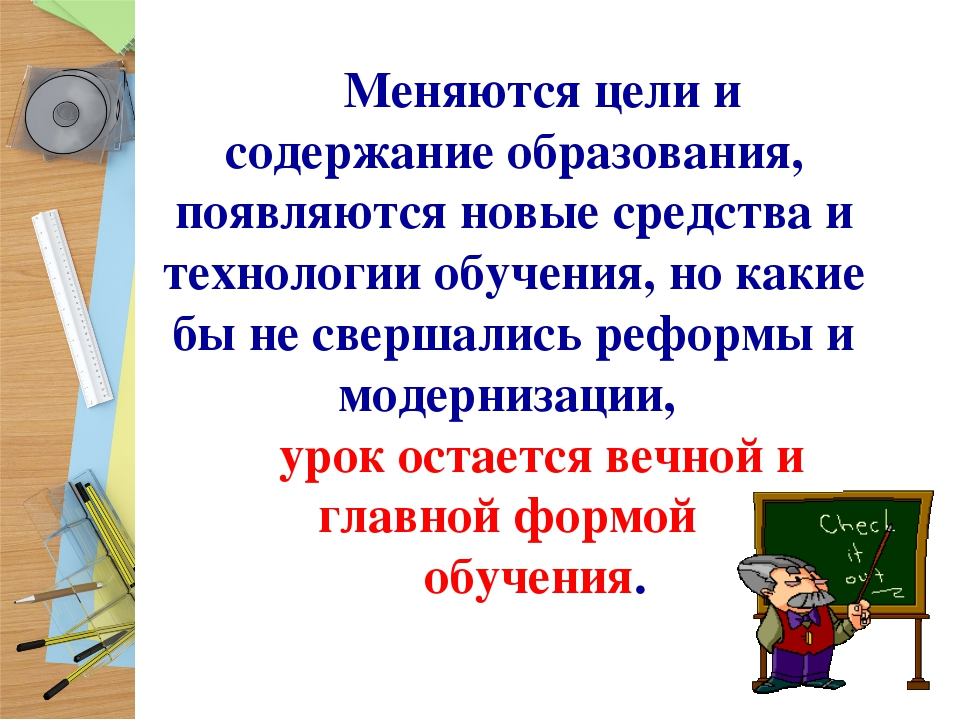 Меняются цели и
содержание образования,
появляются новые средства и
технологии обучения, но какие
бы не свершались реформы и
модернизации,
урок остается вечной и
главной формой
обучения.
Check
it
out